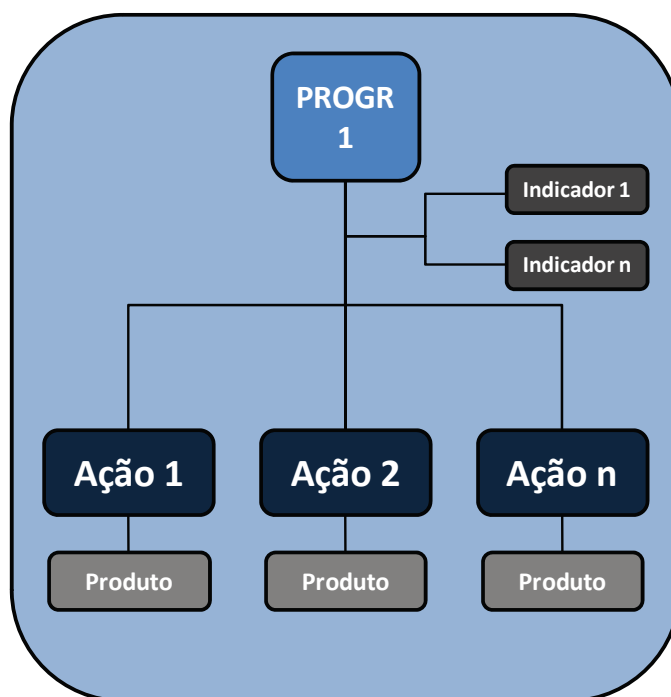 PROGR
1
Indicador 1
Indicador n
Ação 1
Ação 2
Ação n
Produto
Produto
Produto